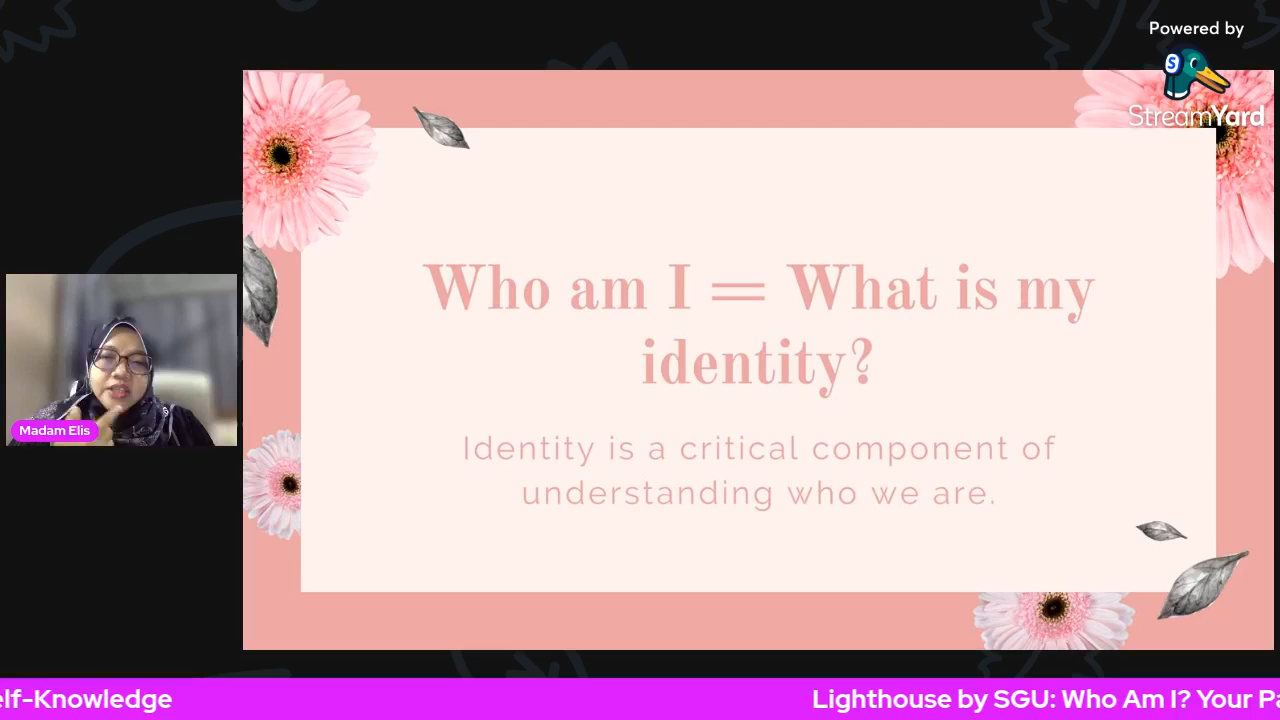 Powered by
StreamYard
Who am I = What is my
identity?
Identity is a critical component of
understanding who we are.
Madam Elis
elf-Knowledge
Lighthouse by SGU: Who Am I? Your Pa